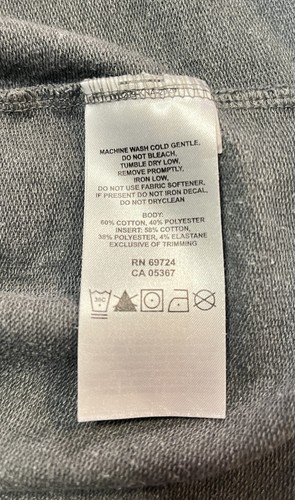 MACHINE WASH COLD GENTLE,
DO NOT BLEACH,
TUMBLE DRY LOW,
REMOVE PROMPTLY,
IRON LOW,
DO NOT USE FABRIC SOFTENER,
IF PRESENT DO NOT IRON DECAL,
DO NOT DRYCLEAN
BODY:
60% COTTON, 40% POLYESTER
INSERT: 58% COTTON,
38% POLYESTER, 4% ELASTANE
EXCLUSIVE OF TRIMMING
RN 69724
CA 05367